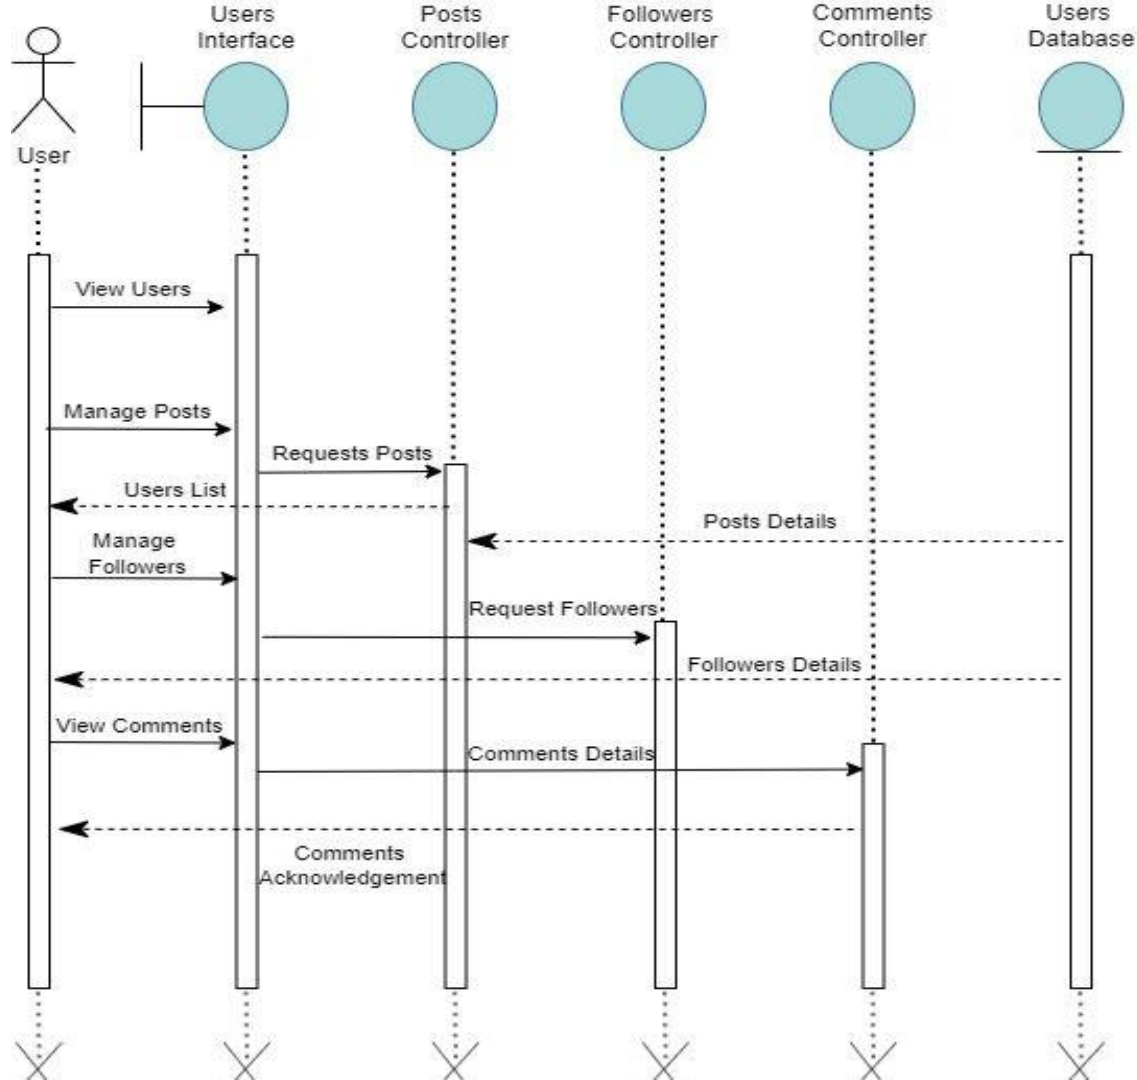 Users
Interface
Posts
Controller
Followers
Controller
Comments
Controller
Users
Database
User
View Users
Manage Posts
Requests Posts
Users List
Posts Details
Manage
Followers
Request Followers
Followers Details
View Comments
Comments Details
Comments
Acknowledgement